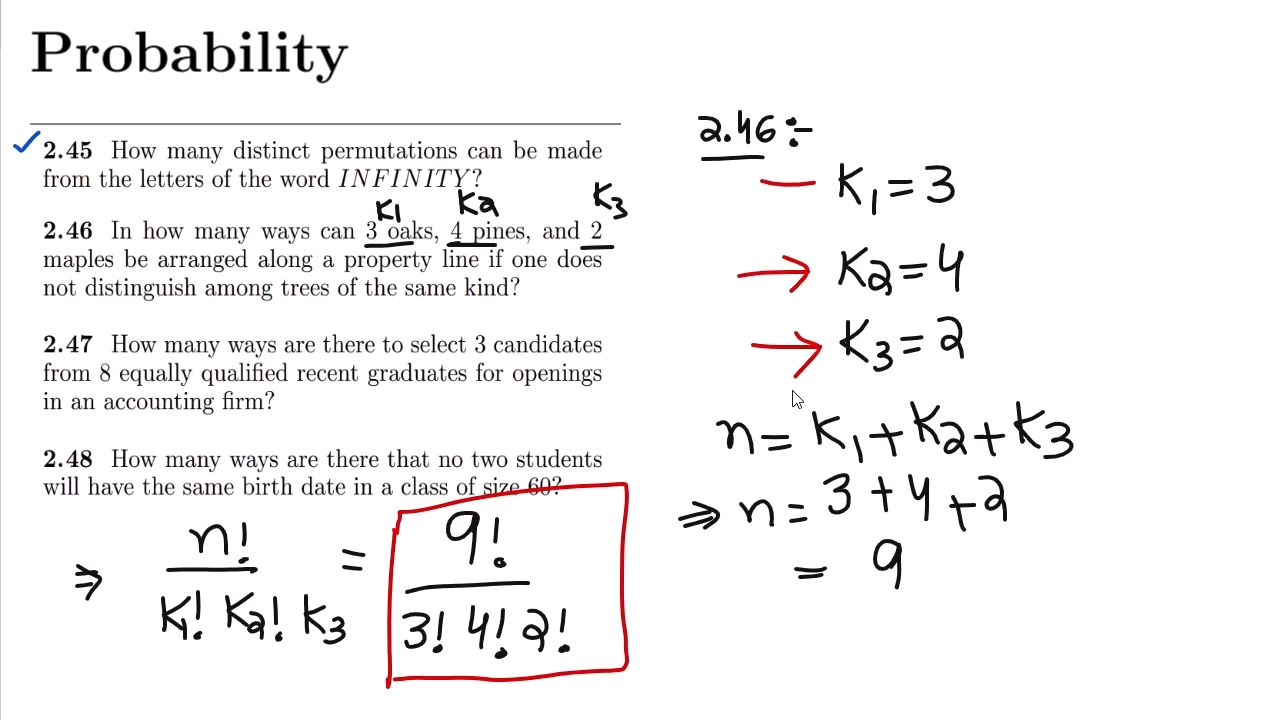 Probability
2.45 How many distinct permutations can be made
from the letters of the word INFINITY?
K1 K2 K3
2.46 In how many ways can 3 oaks, 4 pines, and 2
maples be arranged along a property line if one does
not distinguish among trees of the same kind?
2.47 How many ways are there to select 3 candidates
from 8 equally qualified recent graduates for openings
in an accounting firm?
2.48 How many ways are there that no two students
will have the same birth date in a class of size 60?
⇒ n! / K1! K2! K3 = 9! / 3! 4! 2!
2.46 :-
— K1 = 3
→ K2 = 4
→ K3 = 2
n = K1 + K2 + K3
⇒ n = 3 + 4 + 2
= 9